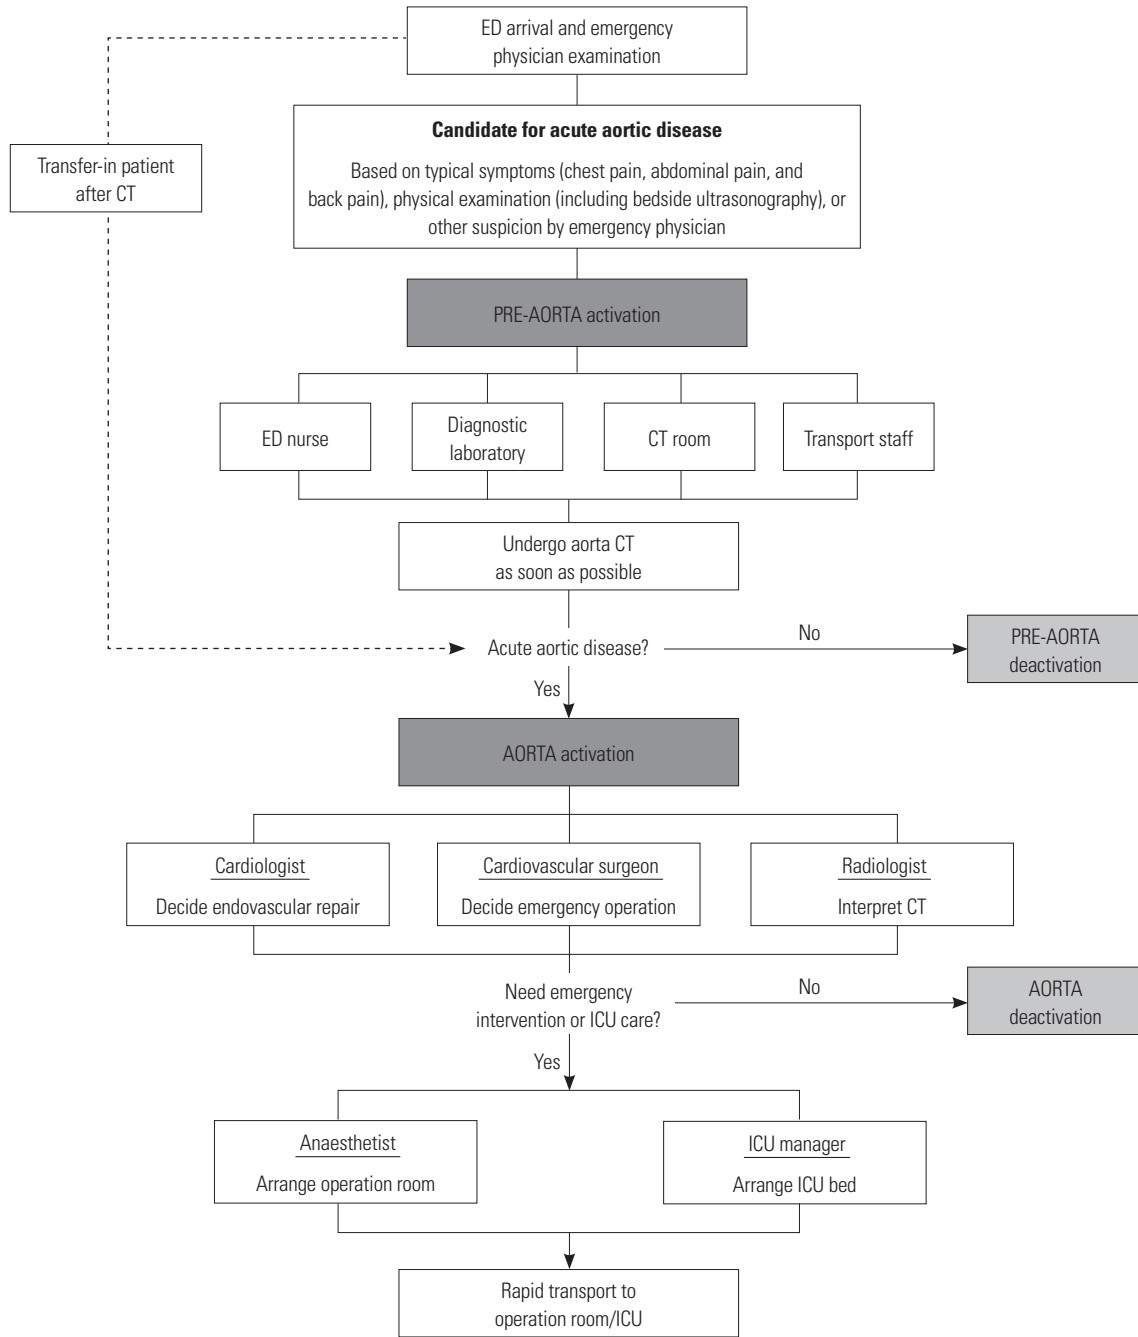 ED arrival and emergency
physician examination
Candidate for acute aortic disease
Based on typical symptoms (chest pain, abdominal pain, and
back pain), physical examination (including bedside ultrasonography), or
other suspicion by emergency physician
Transfer-in patient
after CT
PRE-AORTA activation
ED nurse
Diagnostic
laboratory
CT room
Transport staff
Undergo aorta CT
as soon as possible
Acute aortic disease?
No
PRE-AORTA
deactivation
Yes
AORTA activation
Cardiologist
Decide endovascular repair
Cardiovascular surgeon
Decide emergency operation
Radiologist
Interpret CT
Need emergency
intervention or ICU care?
No
AORTA
deactivation
Yes
Anaesthetist
Arrange operation room
ICU manager
Arrange ICU bed
Rapid transport to
operation room/ICU